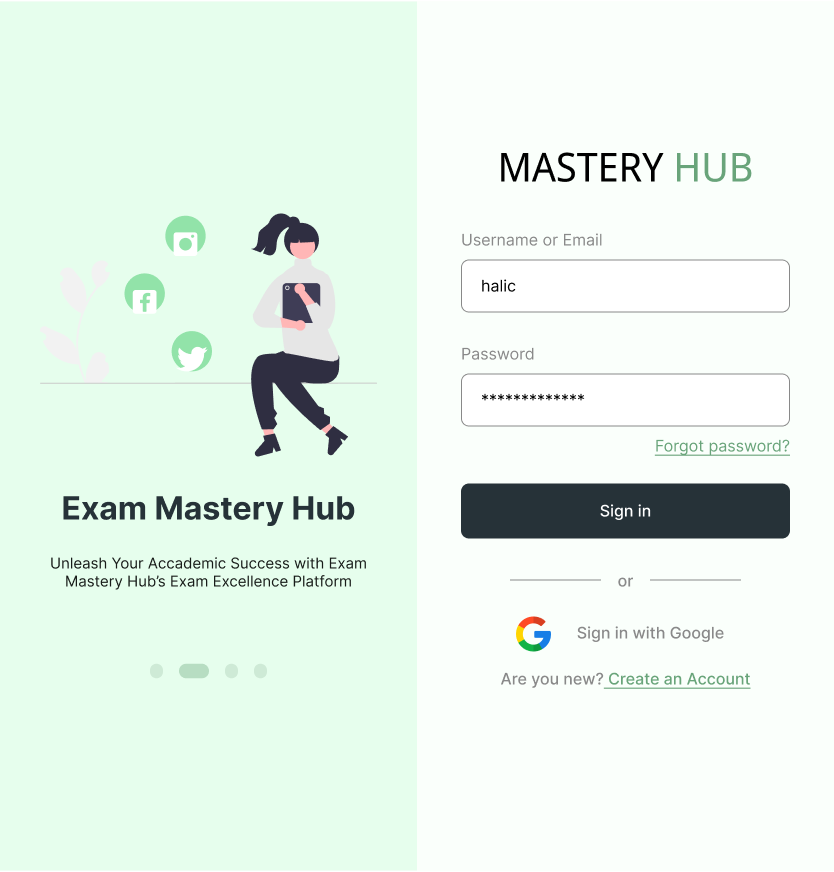 Exam Mastery Hub
Unleash Your Accademic Success with Exam
Mastery Hub's Exam Excellence Platform
MASTERY HUB
Username or Email
halic
Password
*************
Forgot password?
Sign in
or
Sign in with Google
Are you new? Create an Account